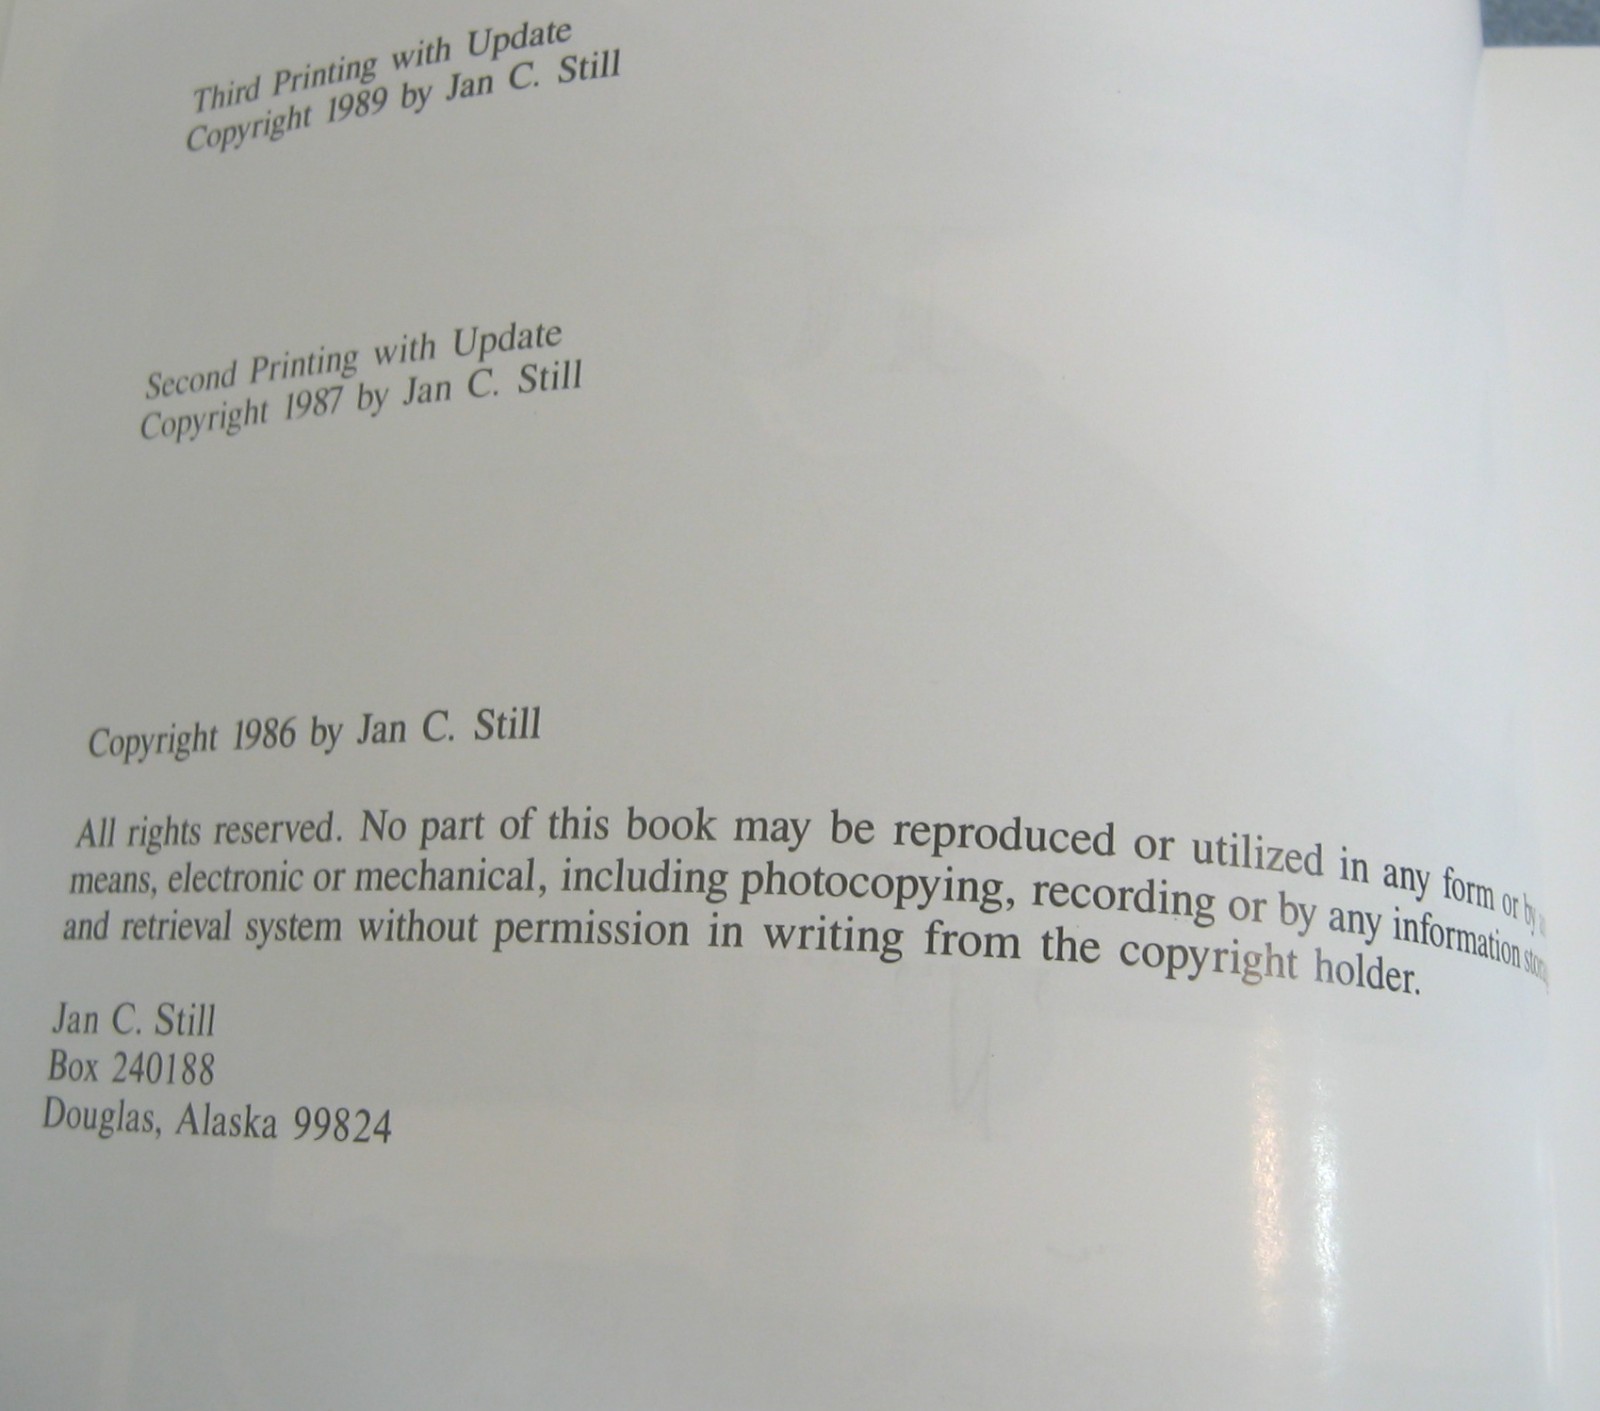 Third Printing with Update
Copyright 1989 by Jan C. Still
Second Printing with Update
Copyright 1987 by Jan C. Still
Copyright 1986 by Jan C. Still
All rights reserved. No part of this book may be reproduced or utilized in any form or by
means, electronic or mechanical, including photocopying, recording or by any information
and retrieval system without permission in writing from the copyright holder.
Jan C. Still
Box 240188
Douglas, Alaska 99824